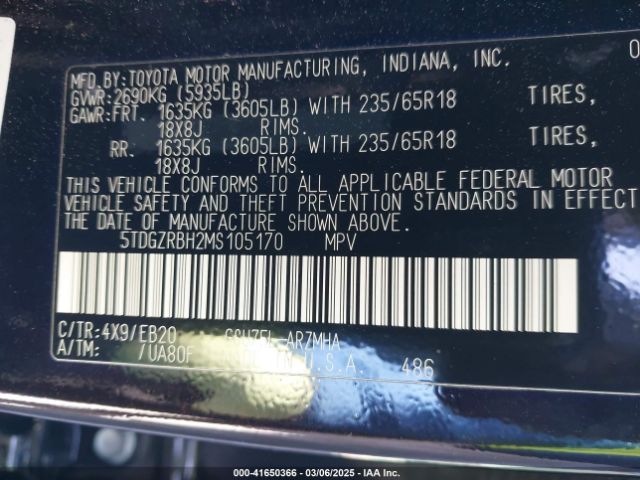 MFD.BY:TOYOTA MOTOR MANUFACTURING, INDIANA, INC. 0
GVWR:2690KG (5935LB)
GAWR:FRT. 1635KG (3605LB) WITH 235/65R18 TIRES,
18X8J RIMS.
RR. 1635KG (3605LB) WITH 235/65R18 TIRES,
18X8J RIMS.
THIS VEHICLE CONFORMS TO ALL APPLICABLE FEDERAL MOTOR
VEHICLE SAFETY AND THEFT PREVENTION STANDARDS IN EFFECT
THE DATE OF MANUFACTURE SHOWN ABOVE.
5TDGZRBH2MS105170 MPV
C/TR:4X9/EB20 ARZMHA
A/TM: /UA80F IN U.S.A. 486
000-41650366 — 03/06/2025 — IAA Inc.